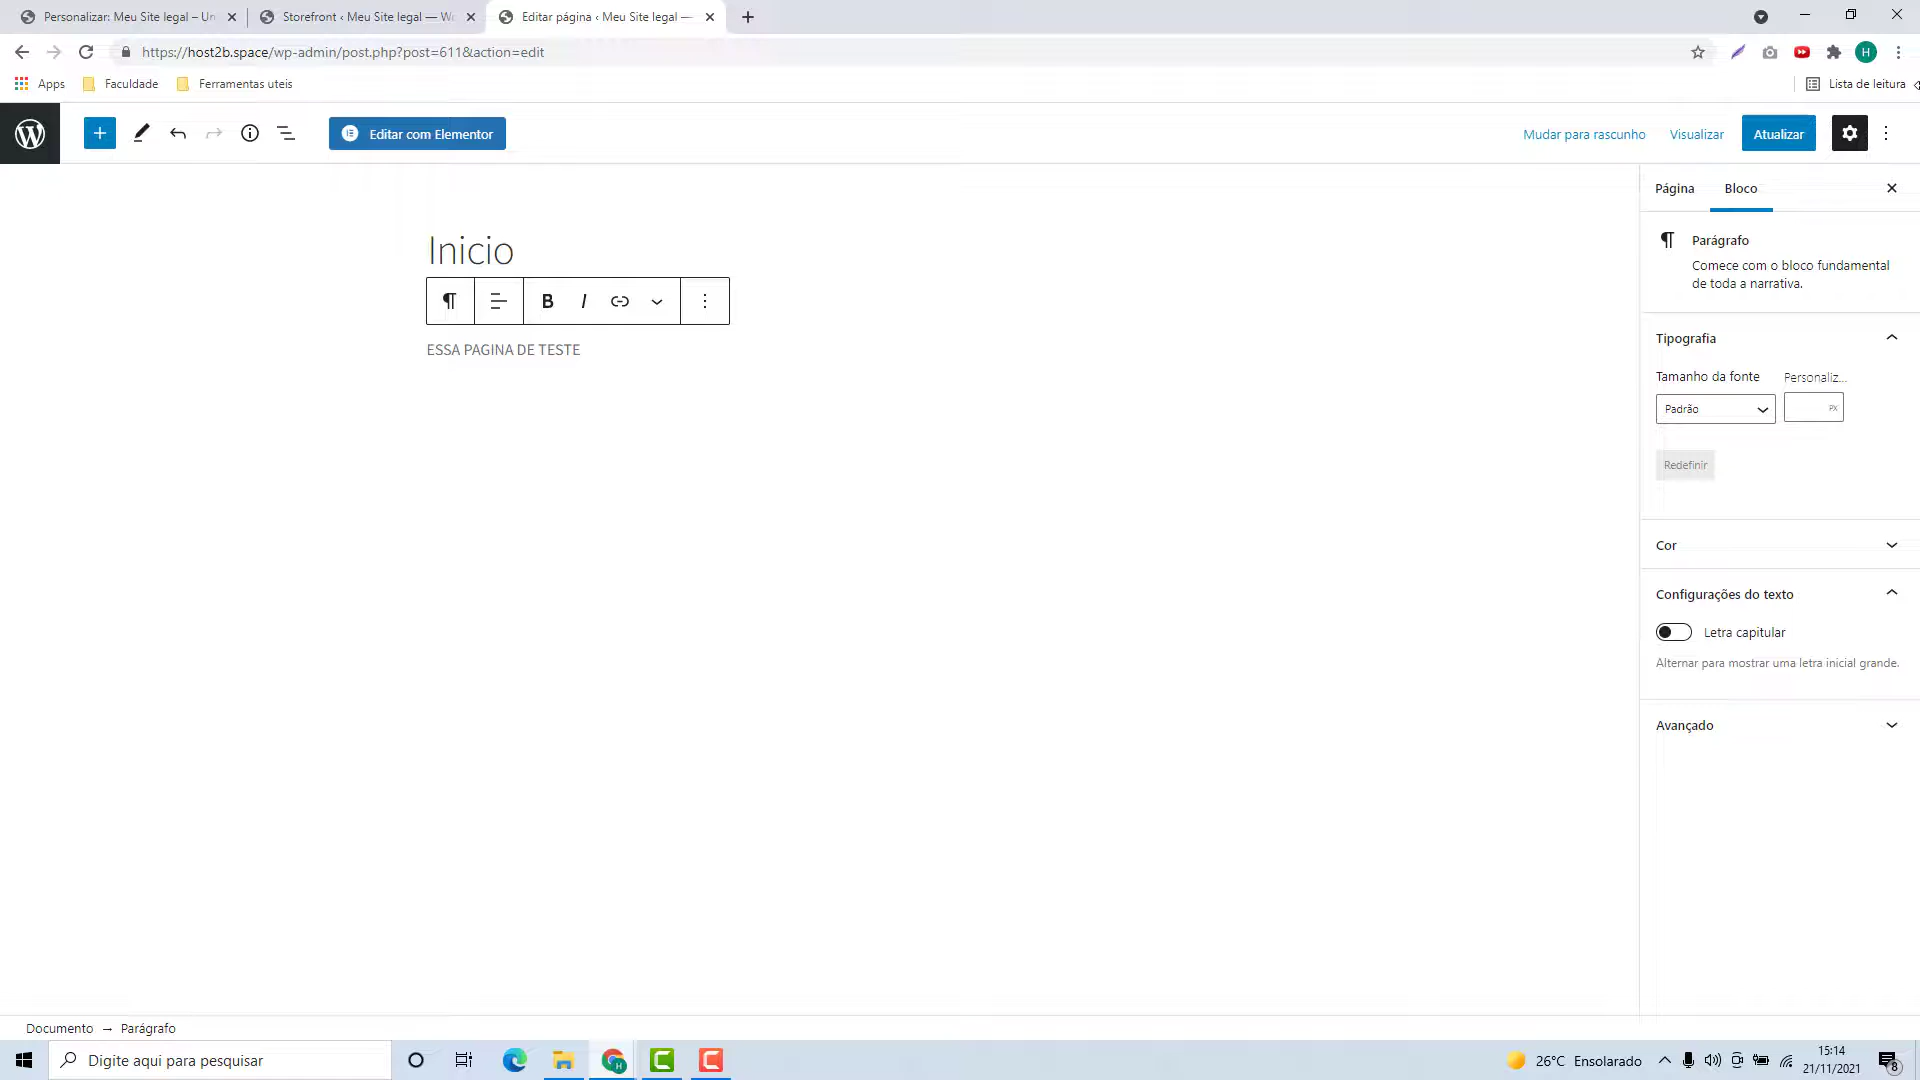 Personalizar: Meu Site legal – Un
Storefront ‹ Meu Site legal — Wo
Editar página ‹ Meu Site legal —
https://host2b.space/wp-admin/post.php?post=611&action=edit
H
Apps
Faculdade
Ferramentas uteis
Lista de leitura
Editar com Elementor
Mudar para rascunho
Visualizar
Atualizar
Página
Bloco
Inicio
Parágrafo
Comece com o bloco fundamental
de toda a narrativa.
B I
ESSA PAGINA DE TESTE
Tipografia
Tamanho da fonte
Personaliz...
Padrão
PX
Redefinir
Cor
Configurações do texto
Letra capitular
Alternar para mostrar uma letra inicial grande.
Avançado
Documento → Parágrafo
Digite aqui para pesquisar
26°C Ensolarado
15:14
21/11/2021
8